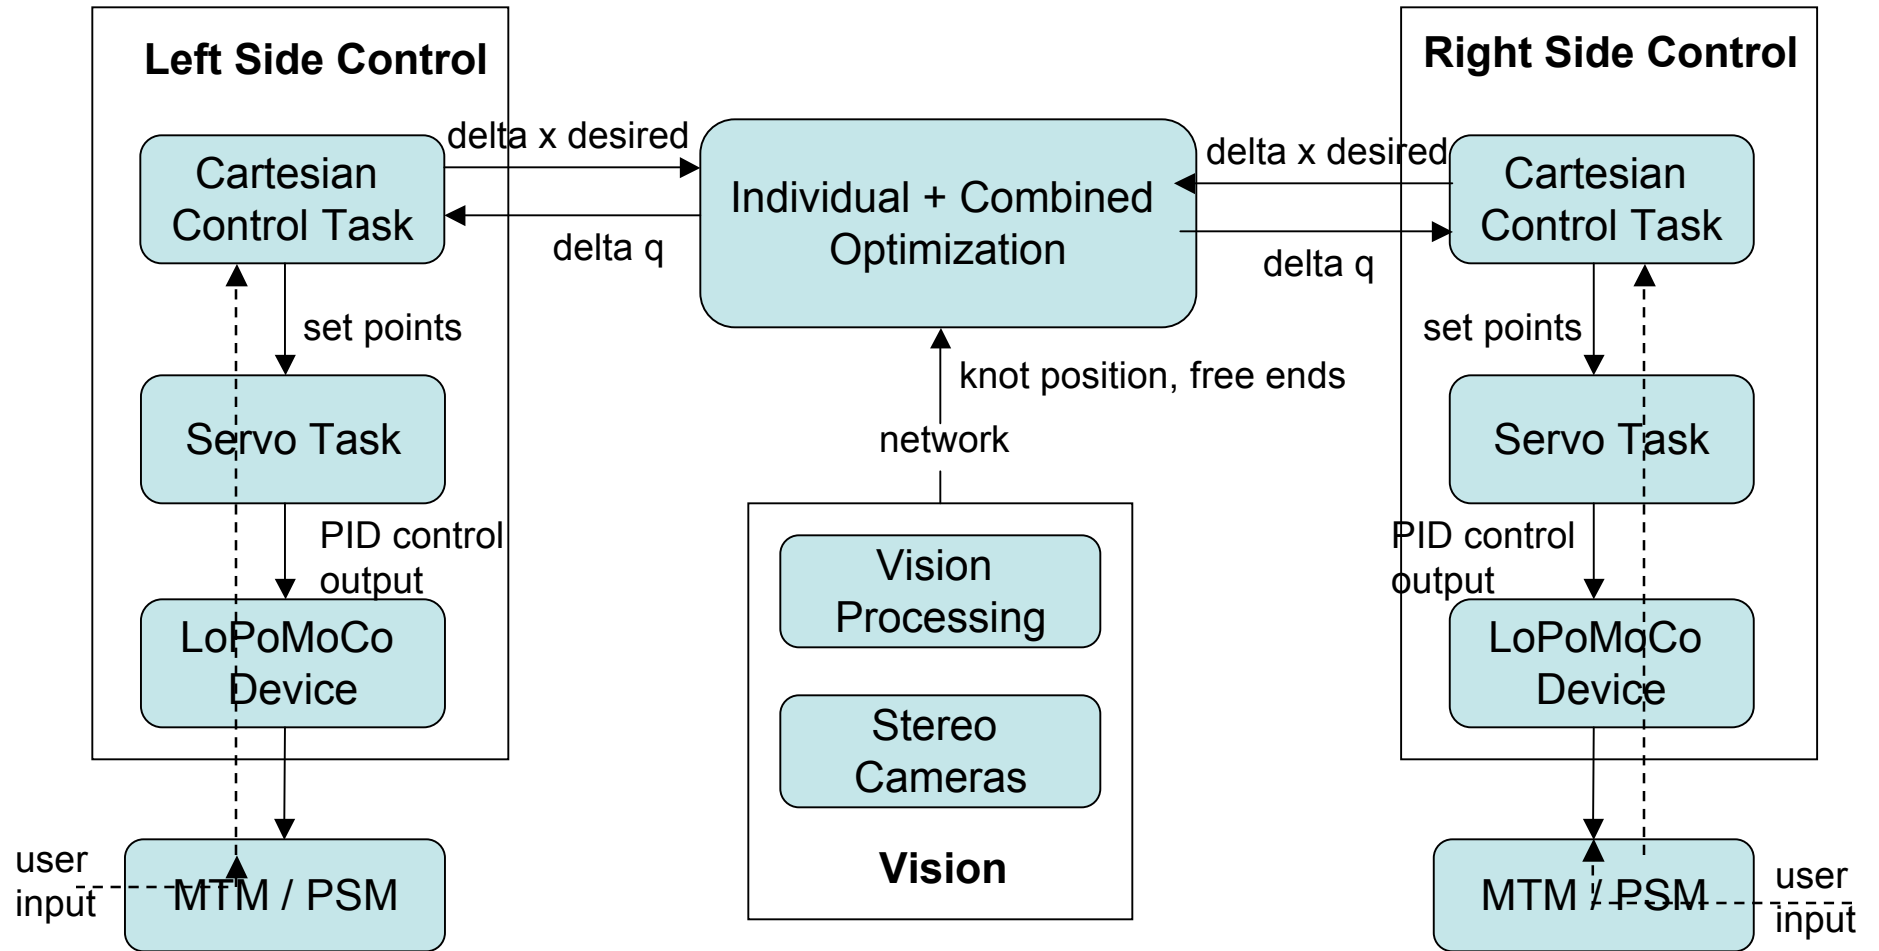 Left Side Control
Cartesian
Control Task
set points
Servo Task
PID control
output
LoPoMoCo
Device
user
input
MTM / PSM
delta x desired
delta q
Individual + Combined
Optimization
knot position, free ends
network
Vision
Processing
Stereo
Cameras
Vision
delta x desired
delta q
Right Side Control
Cartesian
Control Task
set points
Servo Task
PID control
output
LoPoMoCo
Device
MTM / PSM
user
input